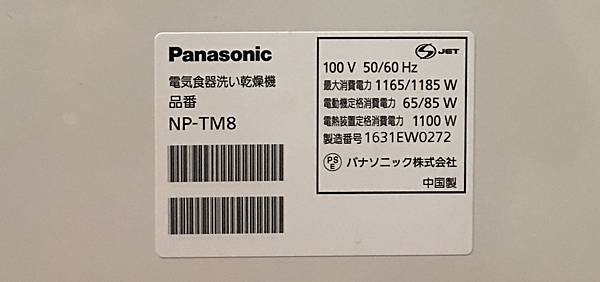 Panasonic
電気食器洗い乾燥機
品番
NP-TM8
S JET
100 V 50/60 Hz
最大消費電力 1165/1185 W
電動機定格消費電力 65/85 W
電熱装置定格消費電力 1100 W
製造番号 1631EW0272
PS E パナソニック株式会社
中国製